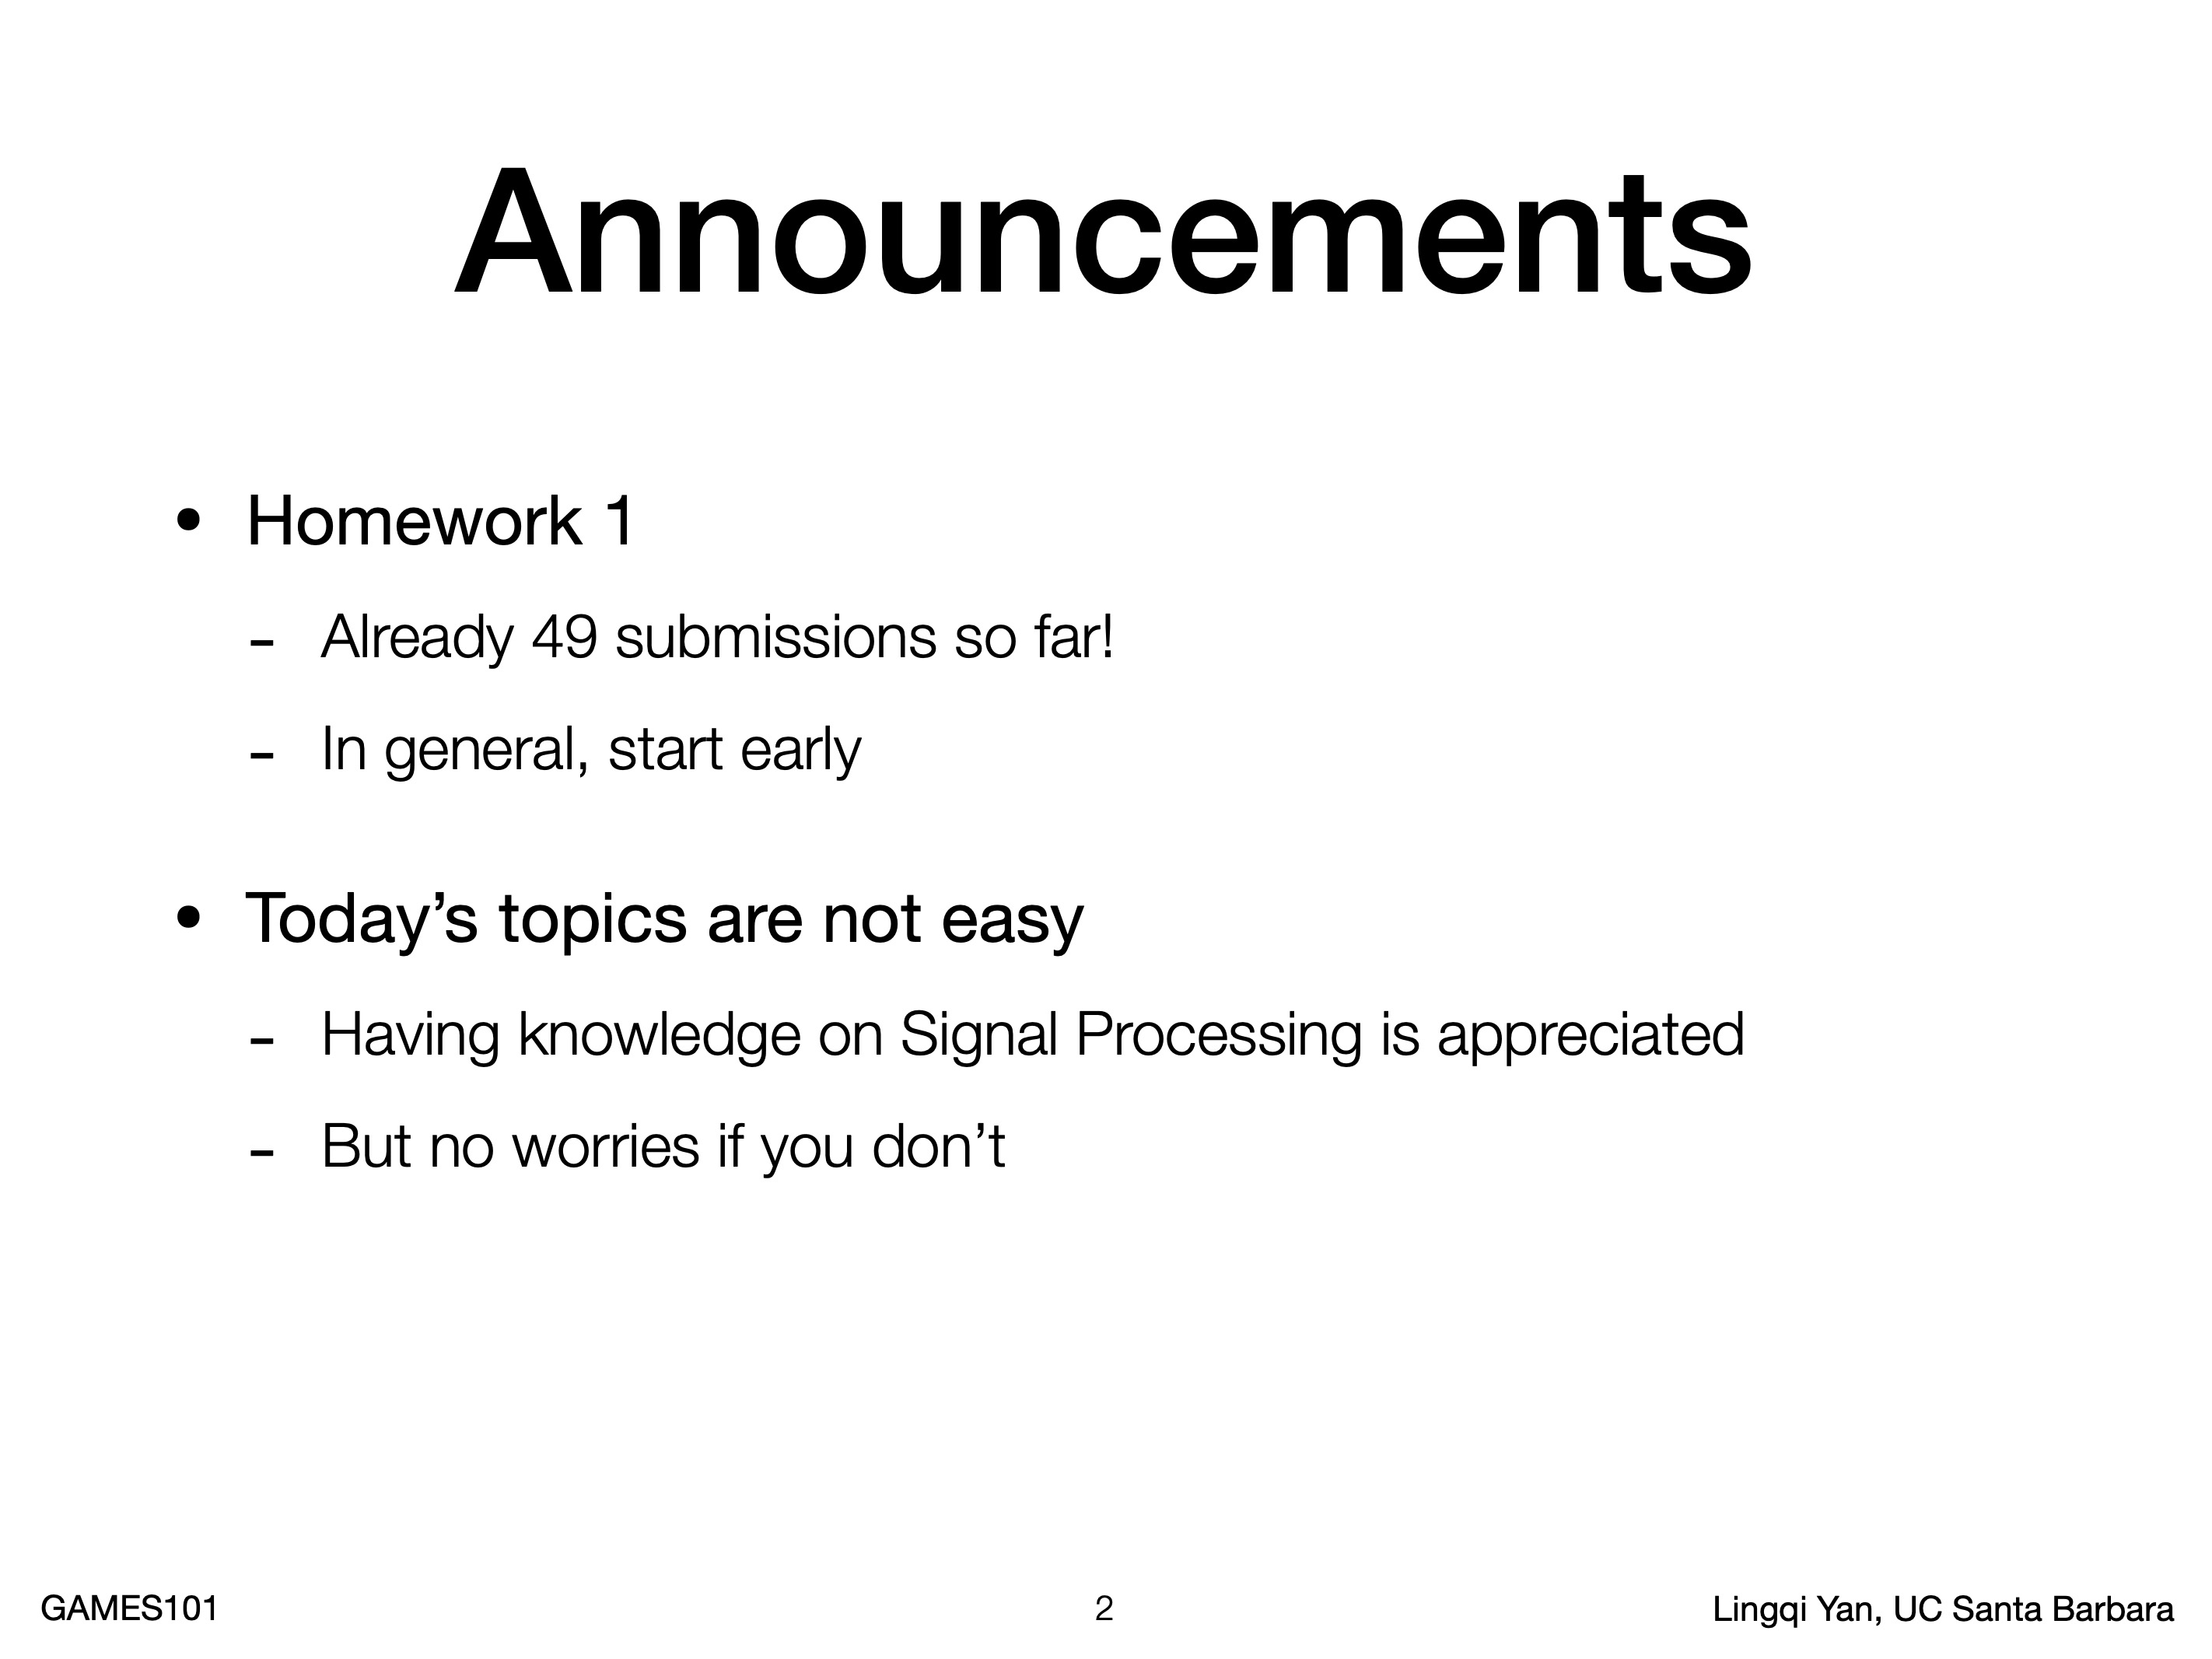 Announcements
• Homework 1
- Already 49 submissions so far!
- In general, start early
• Today’s topics are not easy
- Having knowledge on Signal Processing is appreciated
- But no worries if you don’t
GAMES101
2
Lingqi Yan, UC Santa Barbara